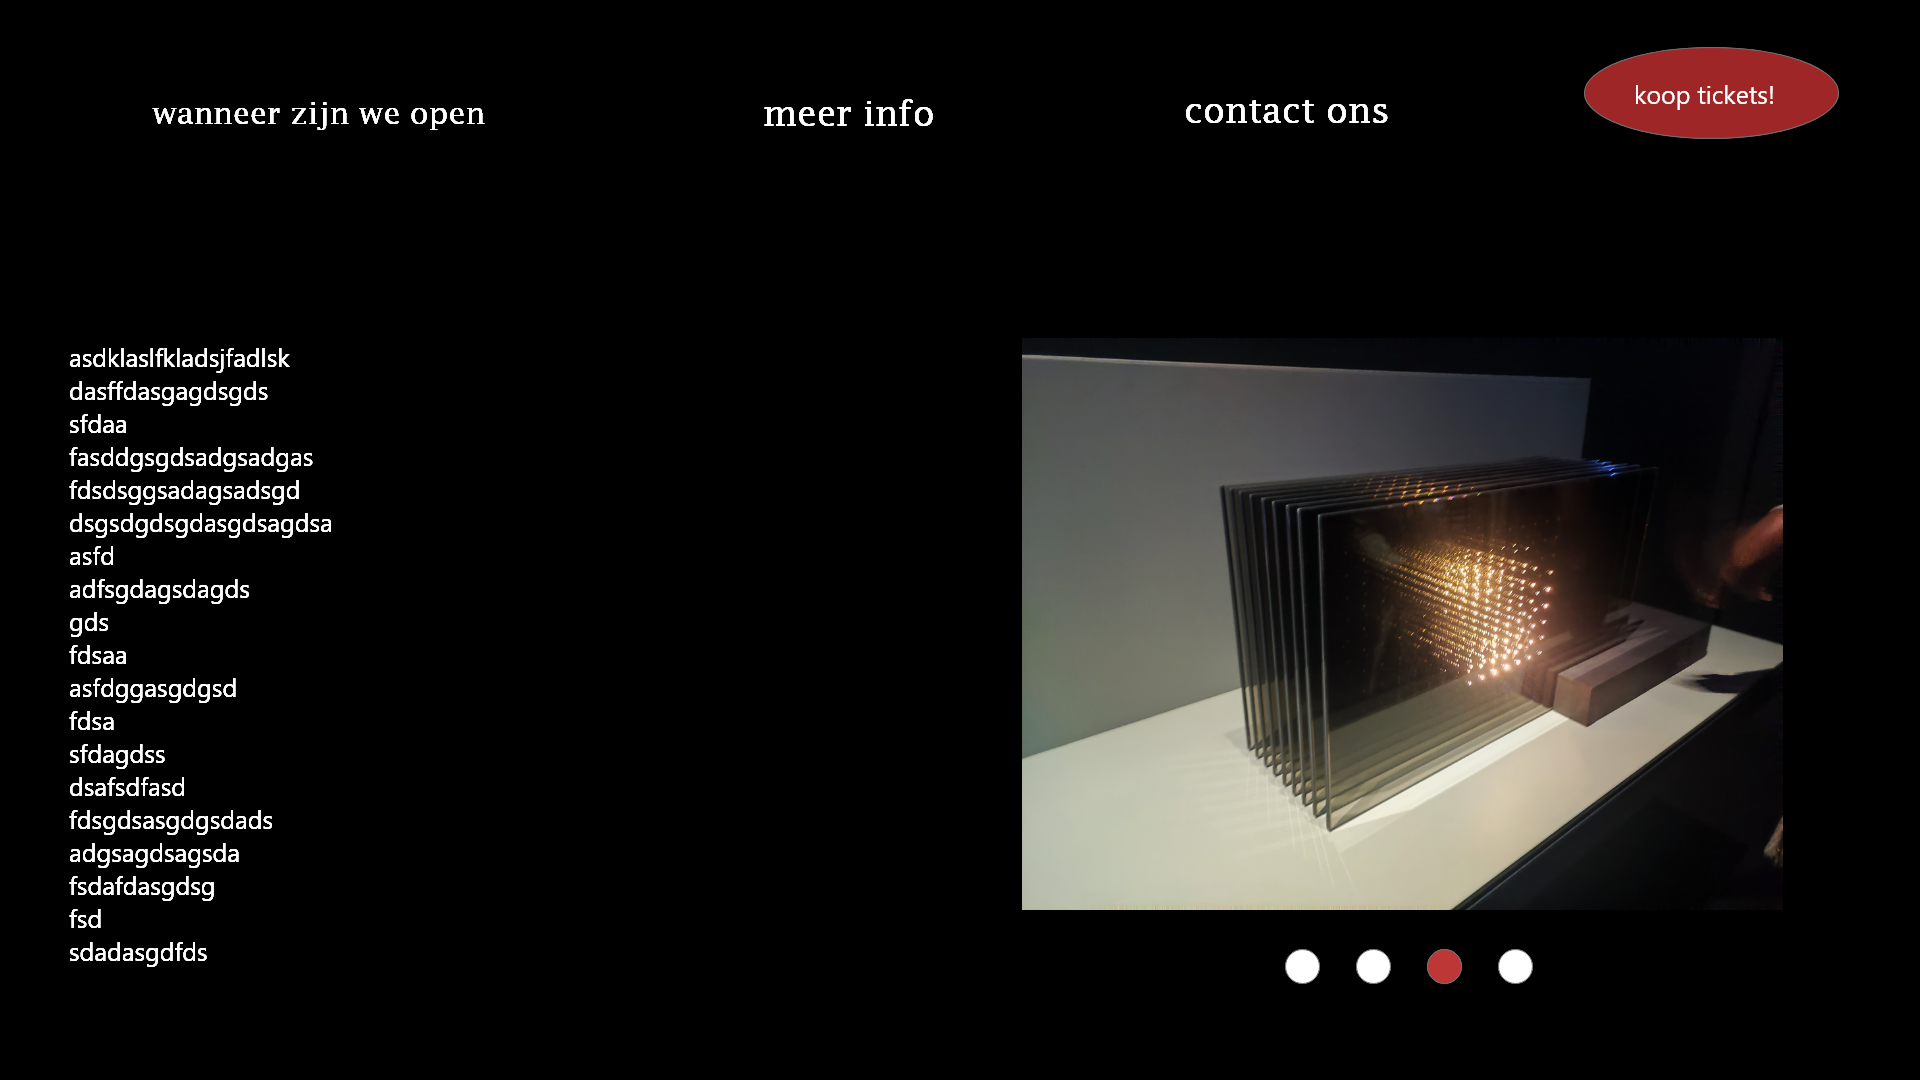 wanneer zijn we open
meer info
contact ons
koop tickets!
asdklaslfkladsjfadlsk
dasffdasgagdsgds
sfdaa
fasddgsgdsadgsadgas
fdsdsggsadagsadsgd
dsgsdgdsgdasgdsagdsa
asfd
adfsgdagsdagds
gds
fdsaa
asfdggasgdgsd
fdsa
sfdagdss
dsafsdfasd
fdsgdsasgdgsdads
adgsagdsagsda
fsdafdasgdsg
fsd
sdadasgdfds